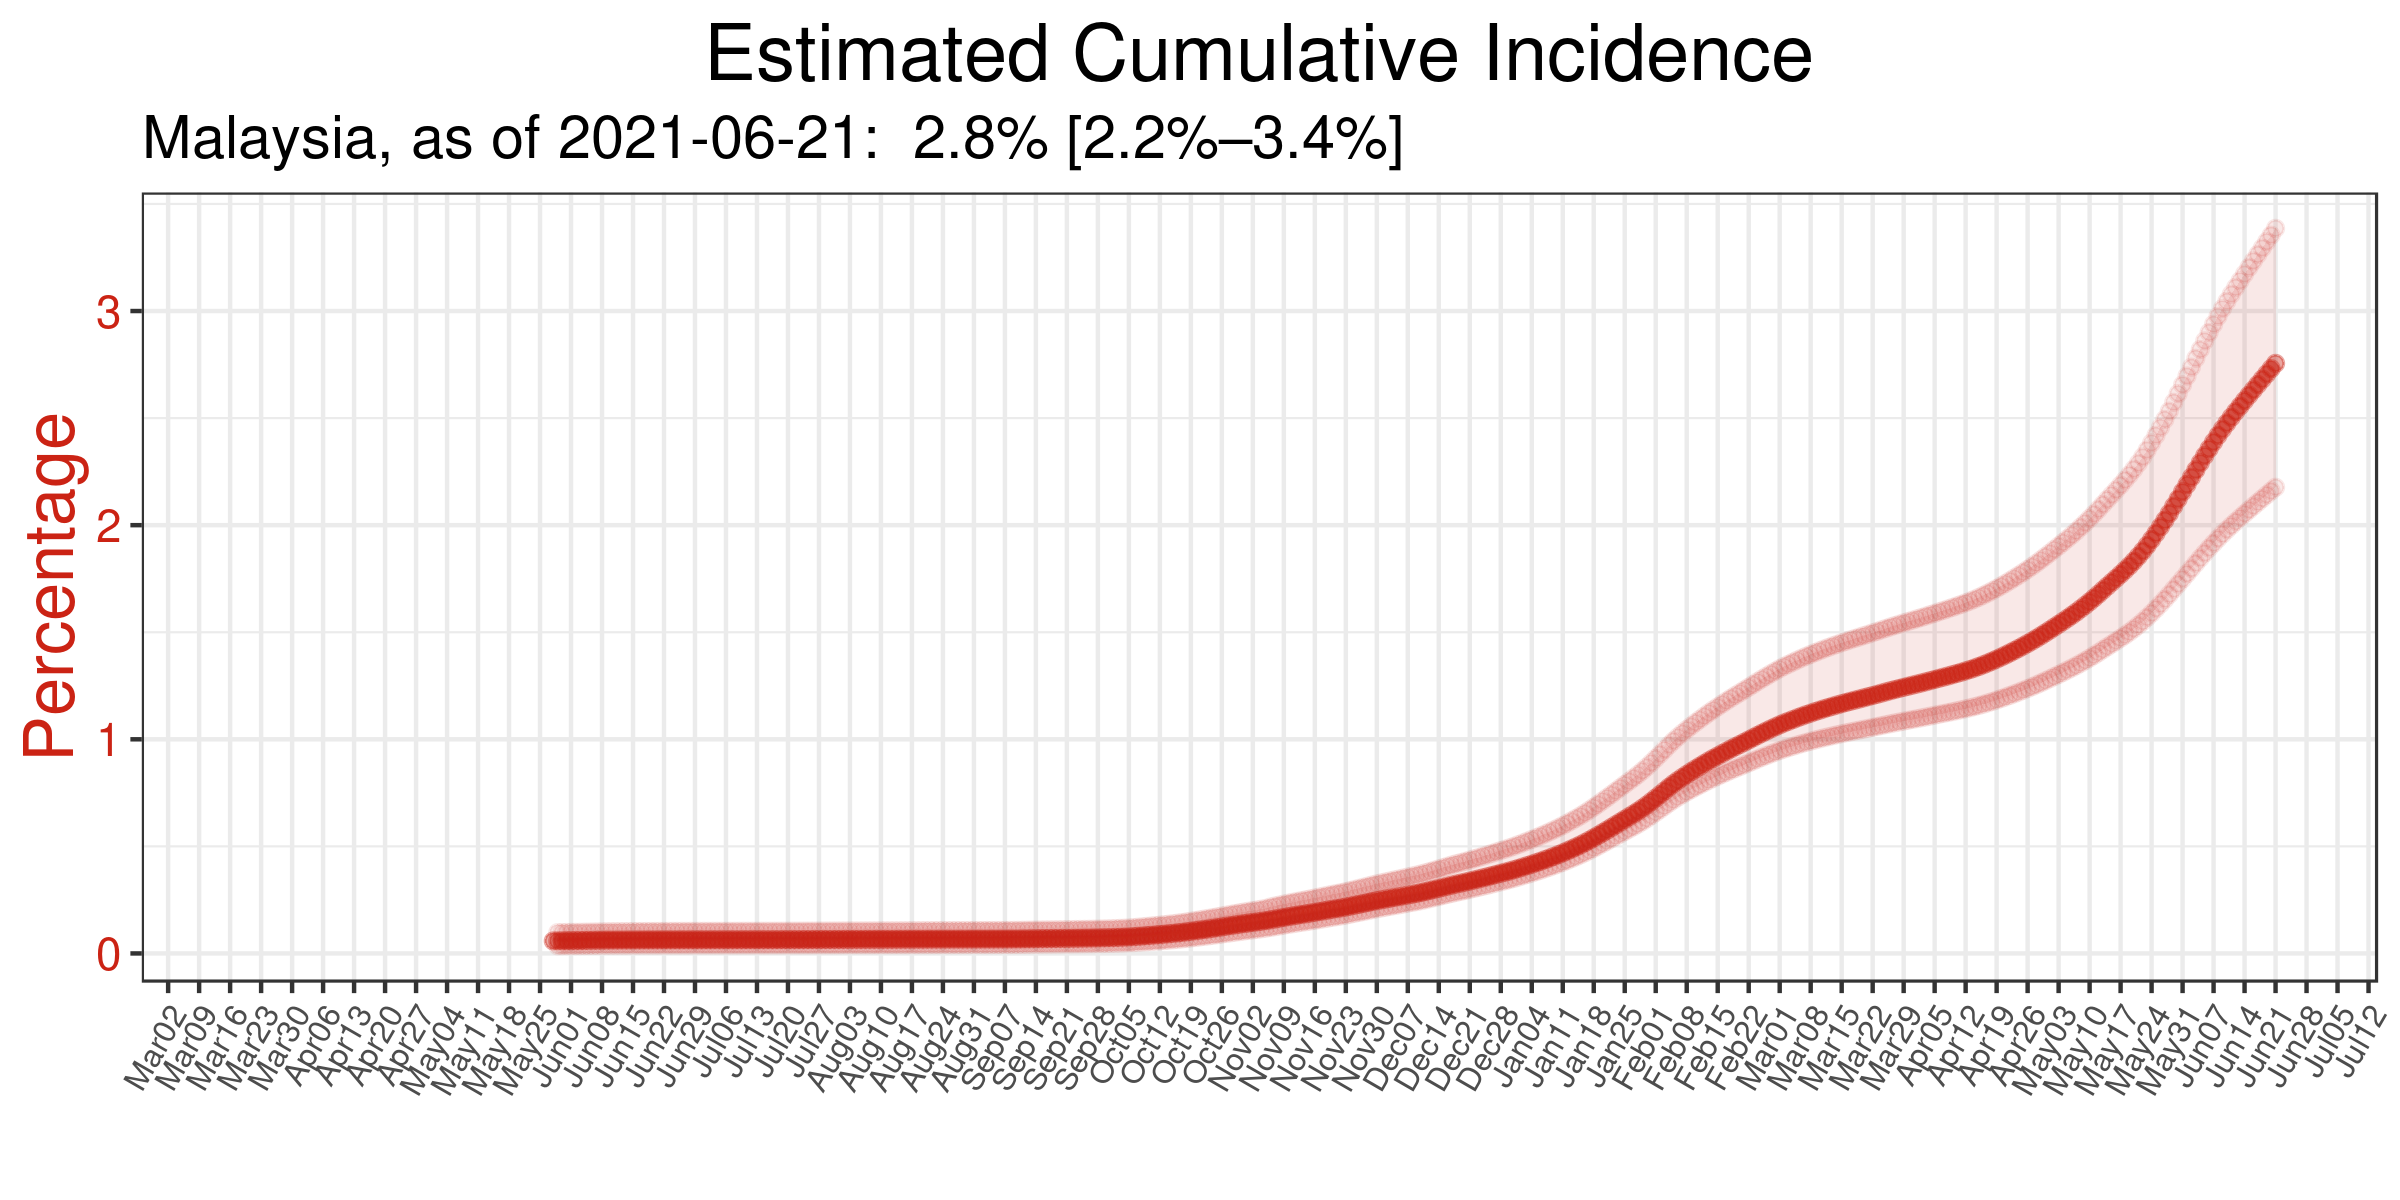 Estimated Cumulative Incidence
Malaysia, as of 2021-06-21:  2.8% [2.2%–3.4%]
Percentage
3
2
1
0
Mar02
Mar09
Mar16
Mar23
Mar30
Apr06
Apr13
Apr20
Apr27
May04
May11
May18
May25
Jun01
Jun08
Jun15
Jun22
Jun29
Jul06
Jul13
Jul20
Jul27
Aug03
Aug10
Aug17
Aug24
Aug31
Sep07
Sep14
Sep21
Sep28
Oct05
Oct12
Oct19
Oct26
Nov02
Nov09
Nov16
Nov23
Nov30
Dec07
Dec14
Dec21
Dec28
Jan04
Jan11
Jan18
Jan25
Feb01
Feb08
Feb15
Feb22
Mar01
Mar08
Mar15
Mar22
Mar29
Apr05
Apr12
Apr19
Apr26
May03
May10
May17
May24
May31
Jun07
Jun14
Jun21
Jun28
Jul05
Jul12